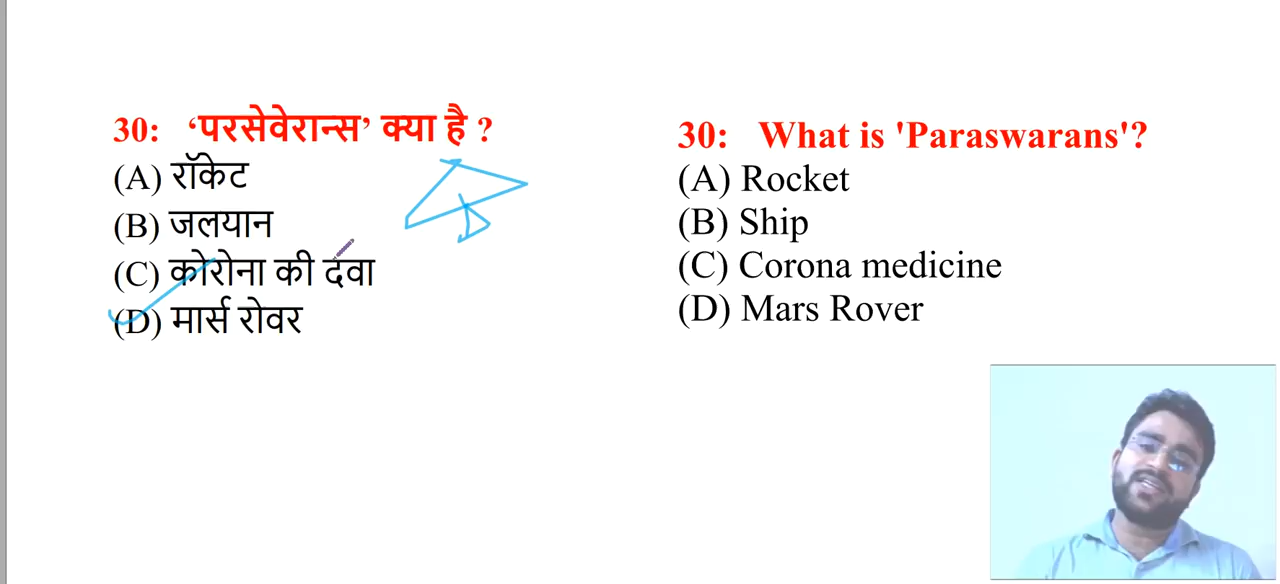 30: ‘परसेवेरान्स’ क्या है ?
(A) रॉकेट
(B) जलयान
(C) कोरोना की दवा
(D) मार्स रोवर
30: What is 'Paraswarans'?
(A) Rocket
(B) Ship
(C) Corona medicine
(D) Mars Rover